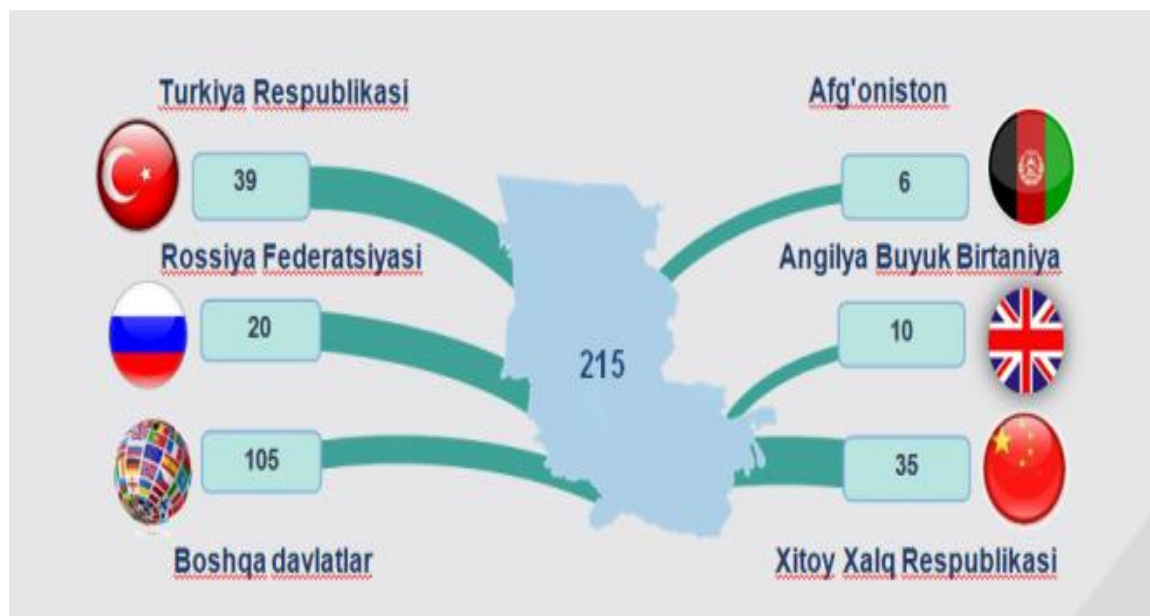 Turkiya Respublikasi
39
Rossiya Federatsiyasi
20
105
Boshqa davlatlar
215
Afg'oniston
6
Angilya Buyuk Birtaniya
10
35
Xitoy Xalq Respublikasi